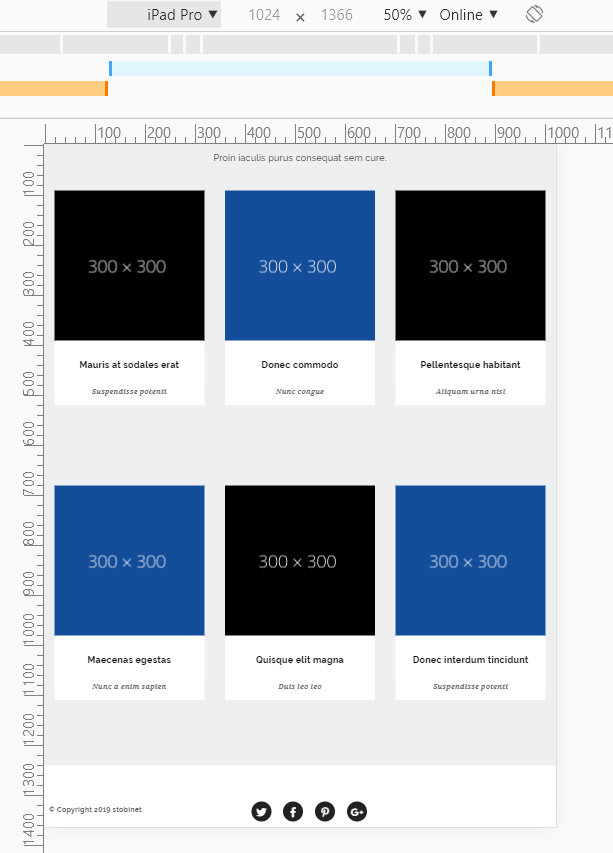 iPad Pro ▼ 1024 × 1366 50% ▼ Online ▼
100 200 300 400 500 600 700 800 900 1000 11
Proin iaculis purus consequat sem cure.
300 × 300 300 × 300 300 × 300
Mauris at sodales erat Donec commodo Pellentesque habitant
Suspendisse potenti Nunc congue Aliquam urna nisl
300 × 300 300 × 300 300 × 300
Maecenas egestas Quisque elit magna Donec interdum tincidunt
Nunc a enim sapien Duis leo leo Suspendisse potenti
© Copyright 2019 stobinet
100
200
300
400
500
600
700
800
900
1000
1100
1200
1300
1400